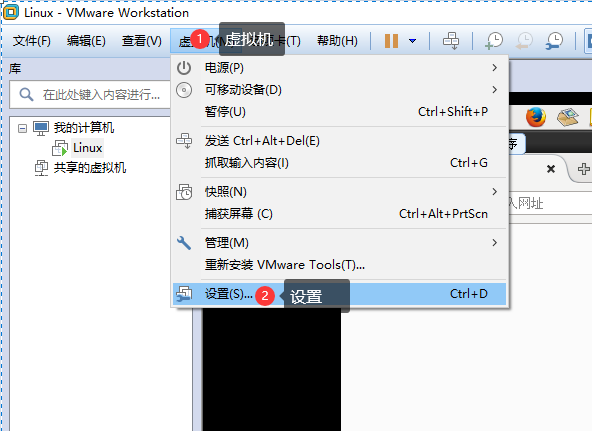 Linux - VMware Workstation
文件(F) 编辑(E) 查看(V) 虚 1 虚拟机 卡(T) 帮助(H)
库
在此处键入内容进行...
我的计算机
Linux
共享的虚拟机
电源(P)
可移动设备(D)
暂停(U) Ctrl+Shift+P
发送 Ctrl+Alt+Del(E)
抓取输入内容(I) Ctrl+G
快照(N)
捕获屏幕 (C) Ctrl+Alt+PrtScn
管理(M)
重新安装 VMware Tools(T)...
设置(S)... 2 设置 Ctrl+D
序
入网址